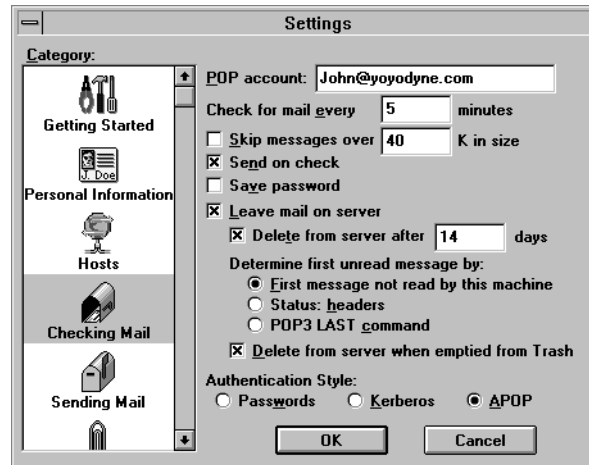 Settings
Category:
Getting Started
J. Doe
Personal Information
Hosts
Checking Mail
Sending Mail
POP account: John@yoyodyne.com
Check for mail every 5 minutes
Skip messages over 40 K in size
Send on check
Save password
Leave mail on server
Delete from server after 14 days
Determine first unread message by:
First message not read by this machine
Status: headers
POP3 LAST command
Delete from server when emptied from Trash
Authentication Style:
Passwords Kerberos APOP
OK Cancel